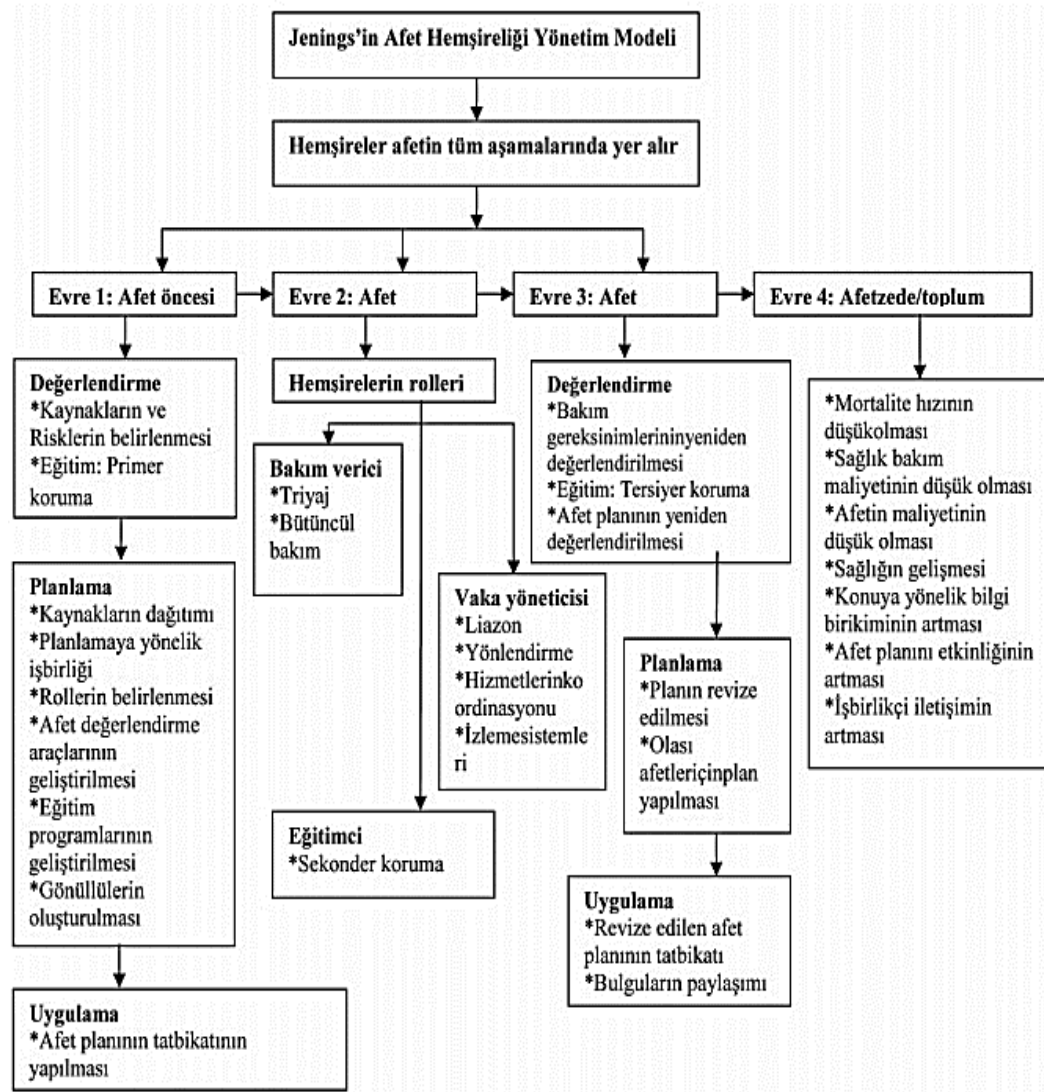 Jenings’in Afet Hemşireliği Yönetim Modeli
Hemşireler afetin tüm aşamalarında yer alır
Evre 1: Afet öncesi
Evre 2: Afet
Evre 3: Afet
Evre 4: Afetzede/toplum
Değerlendirme
*Kaynakların ve
Risklerin belirlenmesi
*Eğitim: Primer
koruma
Planlama
*Kaynakların dağıtımı
*Planlamaya yönelik
işbirliği
*Rollerin belirlenmesi
*Afet değerlendirme
araçlarının
geliştirilmesi
*Eğitim
programlarının
geliştirilmesi
*Gönüllülerin
oluşturulması
Uygulama
*Afet planının tatbikatının
yapılması
Hemşirelerin rolleri
Bakım verici
*Triyaj
*Bütüncül
bakım
Vaka yöneticisi
*Liazon
*Yönlendirme
*Hizmetlerinko
ordinasyonu
*İzlemesistemle
ri
Eğitimci
*Sekonder koruma
Değerlendirme
*Bakım
gereksinimlerininyeniden
değerlendirilmesi
*Eğitim: Tersiyer koruma
*Afet planının yeniden
değerlendirilmesi
Planlama
*Planın revize
edilmesi
*Olası
afetleriçinplan
yapılması
Uygulama
*Revize edilen afet
planının tatbikatı
*Bulguların paylaşımı
*Mortalite hızının
düşükolması
*Sağlık bakım
maliyetinin düşük olması
*Afetin maliyetinin
düşük olması
*Sağlığın gelişmesi
*Konuya yönelik bilgi
birikiminin artması
*Afet planını etkinliğinin
artması
*İşbirlikçi iletişimin
artması